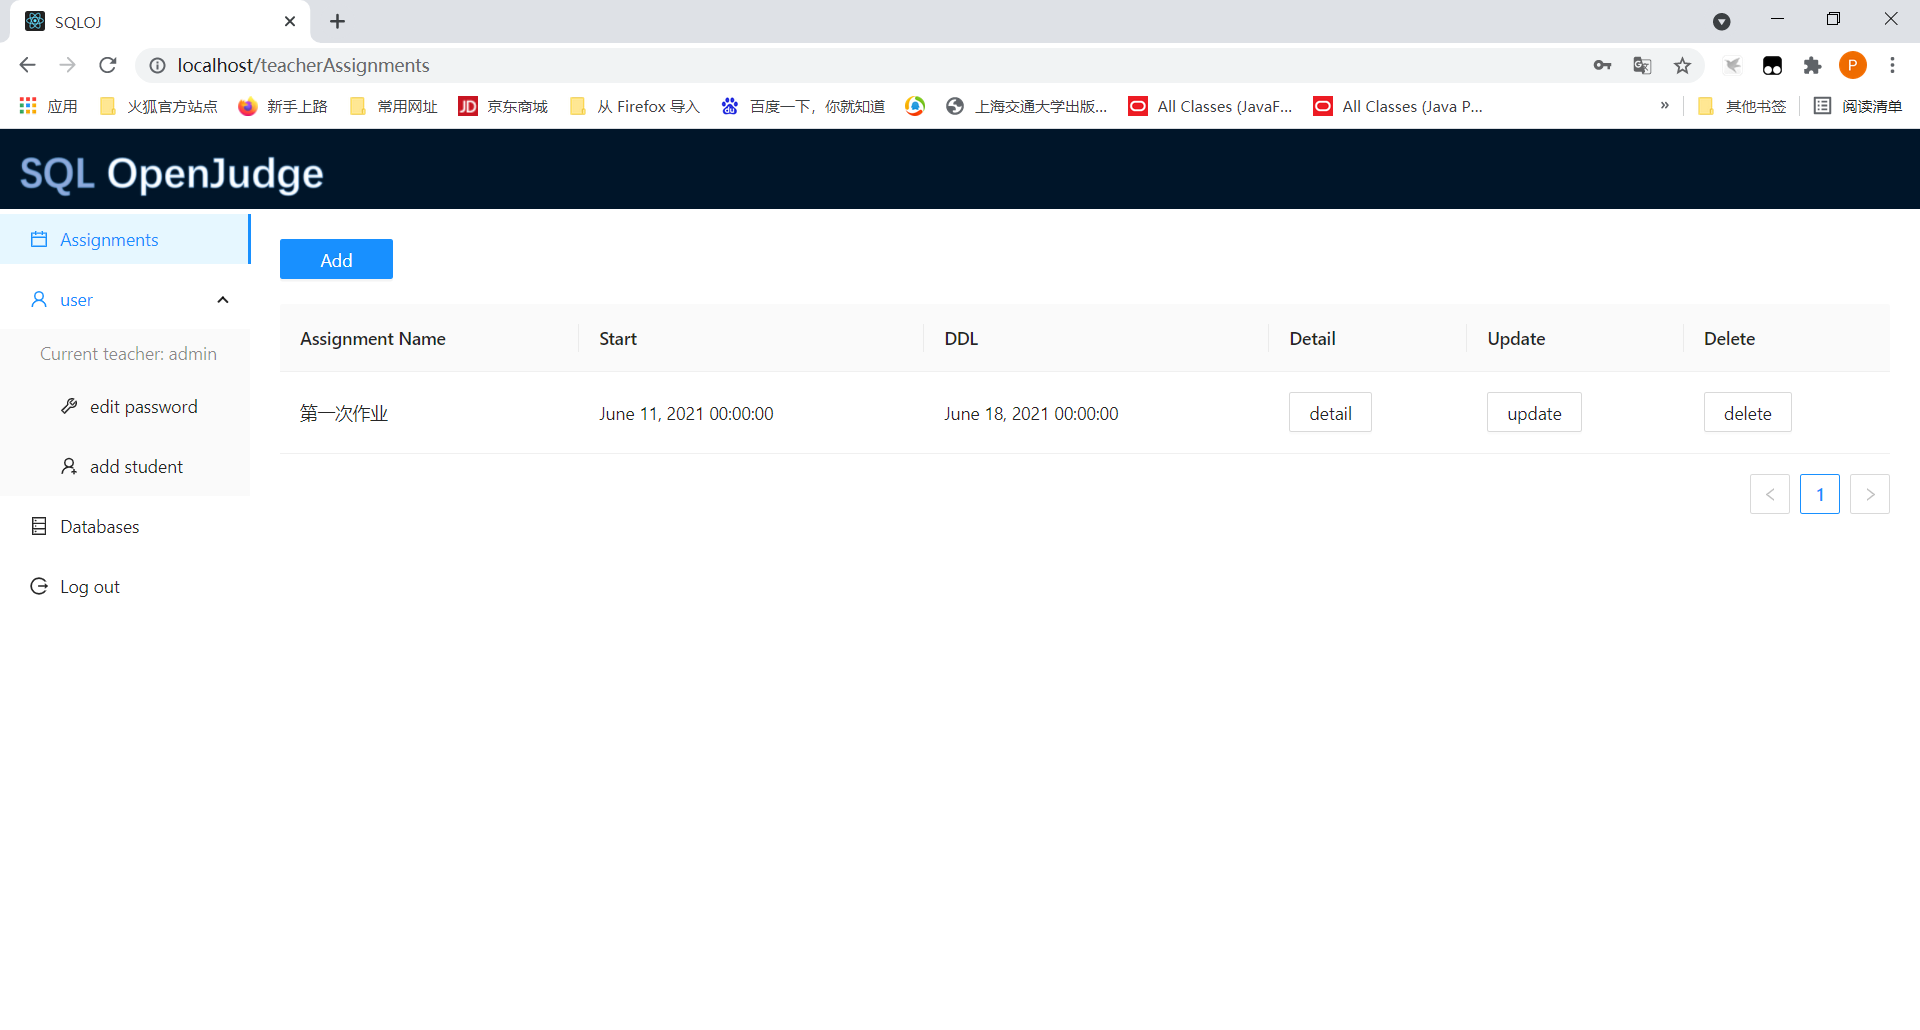 SQLOJ
localhost/teacherAssignments
P
应用 火狐官方站点 新手上路 常用网址 JD 京东商城 从 Firefox 导入 百度一下，你就知道 上海交通大学出版... All Classes (JavaF... All Classes (Java P... » 其他书签 阅读清单
SQL OpenJudge
Assignments
user
Current teacher: admin
edit password
add student
Databases
Log out
Add
Assignment Name Start DDL Detail Update Delete
第一次作业 June 11, 2021 00:00:00 June 18, 2021 00:00:00 detail update delete
< 1 >